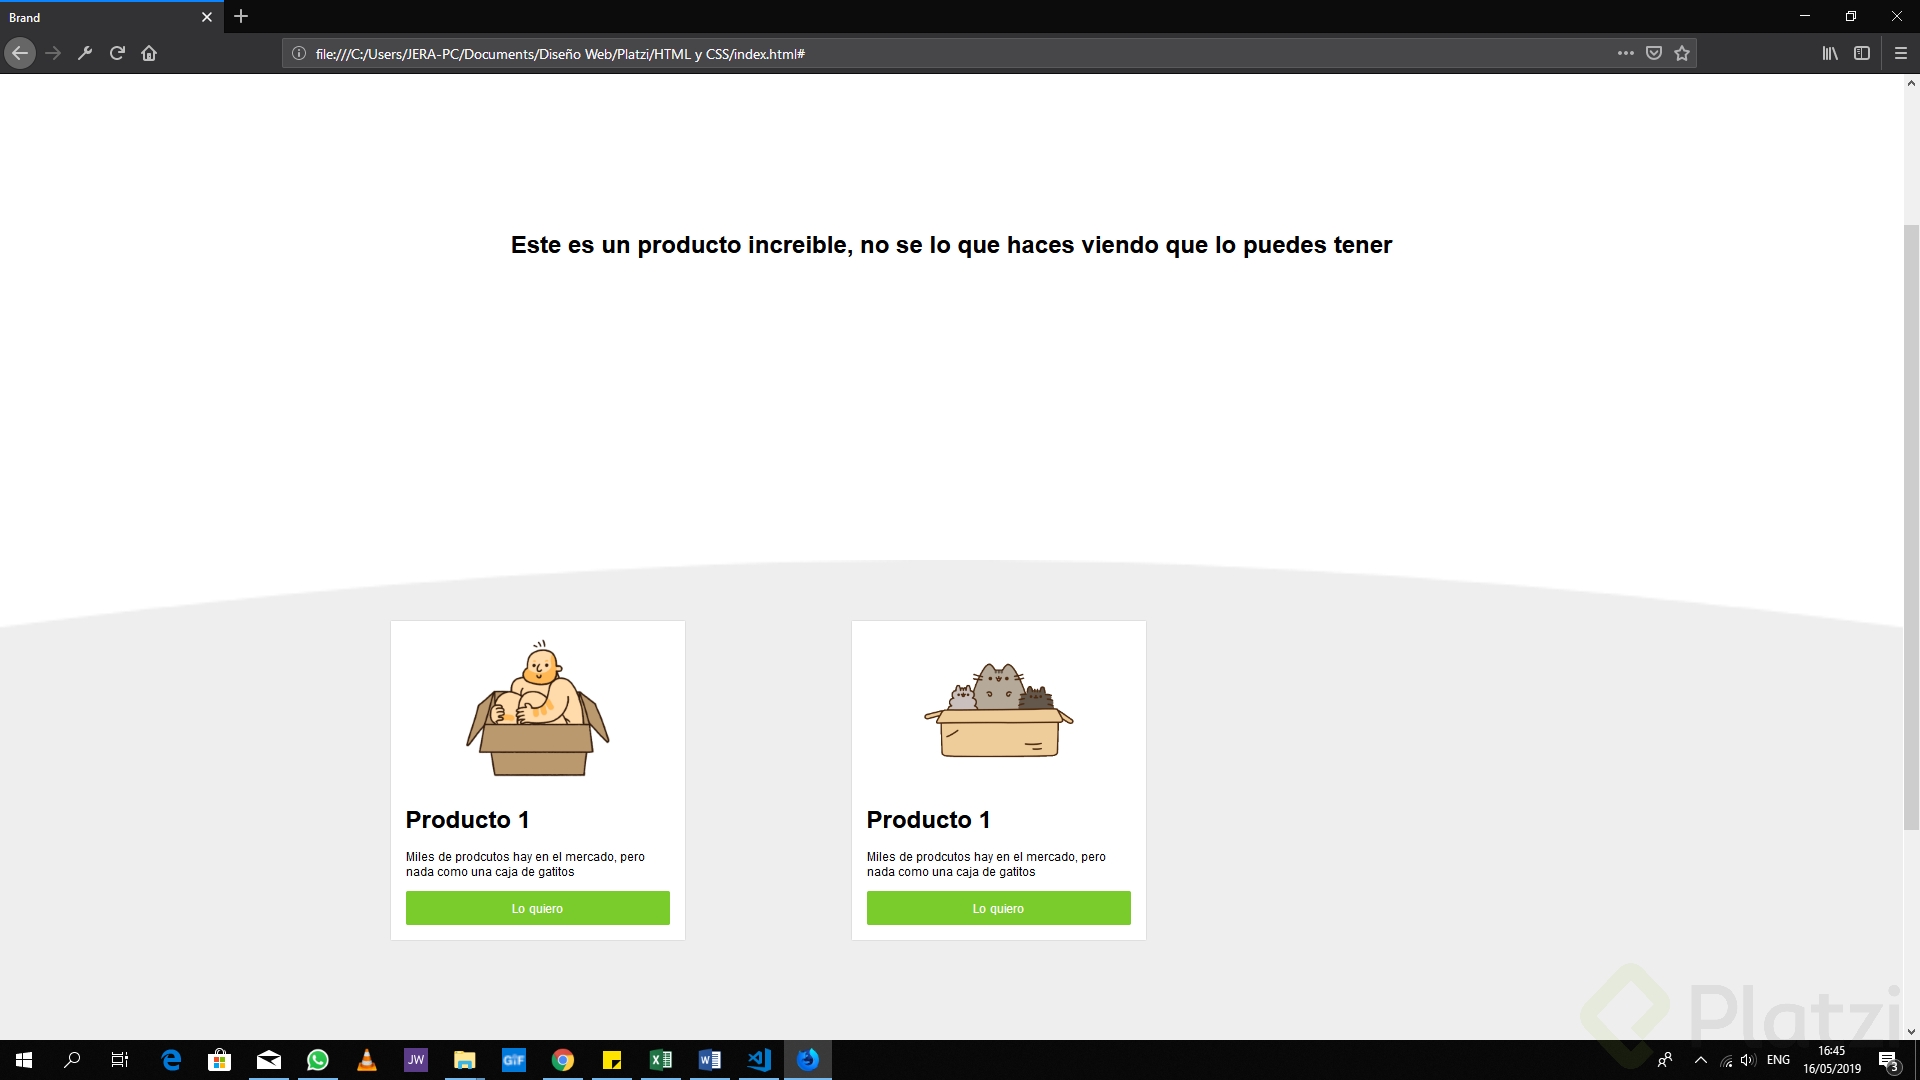 Brand
file:///C:/Users/JERA-PC/Documents/Diseño Web/Platzi/HTML y CSS/index.html#
Este es un producto increible, no se lo que haces viendo que lo puedes tener
Producto 1
Miles de prodcutos hay en el mercado, pero
nada como una caja de gatitos
Lo quiero
Producto 1
Miles de prodcutos hay en el mercado, pero
nada como una caja de gatitos
Lo quiero
Platzi
JW
GIF
ENG
16:45
16/05/2019
3